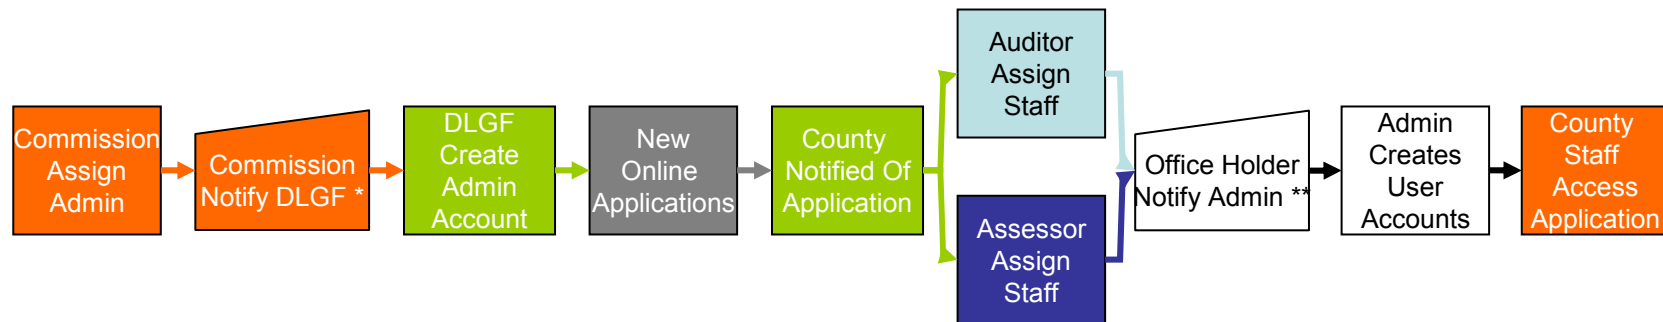 Commission
Assign
Admin
Commission
Notify DLGF *
DLGF
Create
Admin
Account
New
Online
Applications
County
Notified Of
Application
Auditor
Assign
Staff
Assessor
Assign
Staff
Office Holder
Notify Admin **
Admin
Creates
User
Accounts
County
Staff
Access
Application